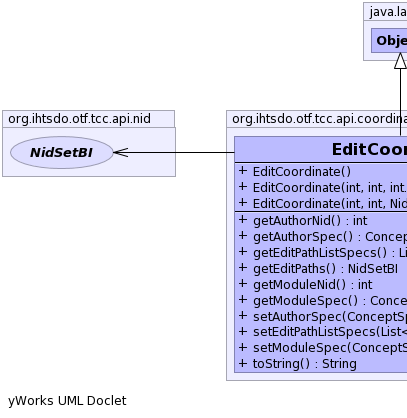 java.la
Obje
org.ihtsdo.otf.tcc.api.nid
org.ihtsdo.otf.tcc.api.coordina
NidSetBI
EditCoor
+ EditCoordinate()
+ EditCoordinate(int, int, int.
+ EditCoordinate(int, int, Nid
+ getAuthorNid() : int
+ getAuthorSpec() : Concep
+ getEditPathListSpecs() : Li
+ getEditPaths() : NidSetBI
+ getModuleNid() : int
+ getModuleSpec() : Conce
+ setAuthorSpec(ConceptSp
+ setEditPathListSpecs(List<
+ setModuleSpec(ConceptS
+ toString() : String
yWorks UML Doclet